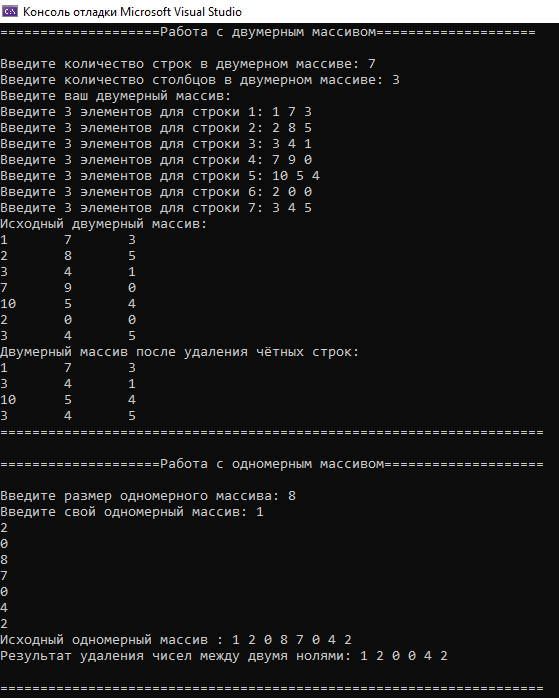 Консоль отладки Microsoft Visual Studio
====================Работа с двумерным массивом====================
Введите количество строк в двумерном массиве: 7
Введите количество столбцов в двумерном массиве: 3
Введите ваш двумерный массив:
Введите 3 элементов для строки 1: 1 7 3
Введите 3 элементов для строки 2: 2 8 5
Введите 3 элементов для строки 3: 3 4 1
Введите 3 элементов для строки 4: 7 9 0
Введите 3 элементов для строки 5: 10 5 4
Введите 3 элементов для строки 6: 2 0 0
Введите 3 элементов для строки 7: 3 4 5
Исходный двумерный массив:
1 7 3
2 8 5
3 4 1
7 9 0
10 5 4
2 0 0
3 4 5
Двумерный массив после удаления чётных строк:
1 7 3
3 4 1
10 5 4
3 4 5
====================================================================
====================Работа с одномерным массивом====================
Введите размер одномерного массива: 8
Введите свой одномерный массив: 1
2
0
8
7
0
4
2
Исходный одномерный массив : 1 2 0 8 7 0 4 2
Результат удаления чисел между двумя нолями: 1 2 0 0 4 2
====================================================================